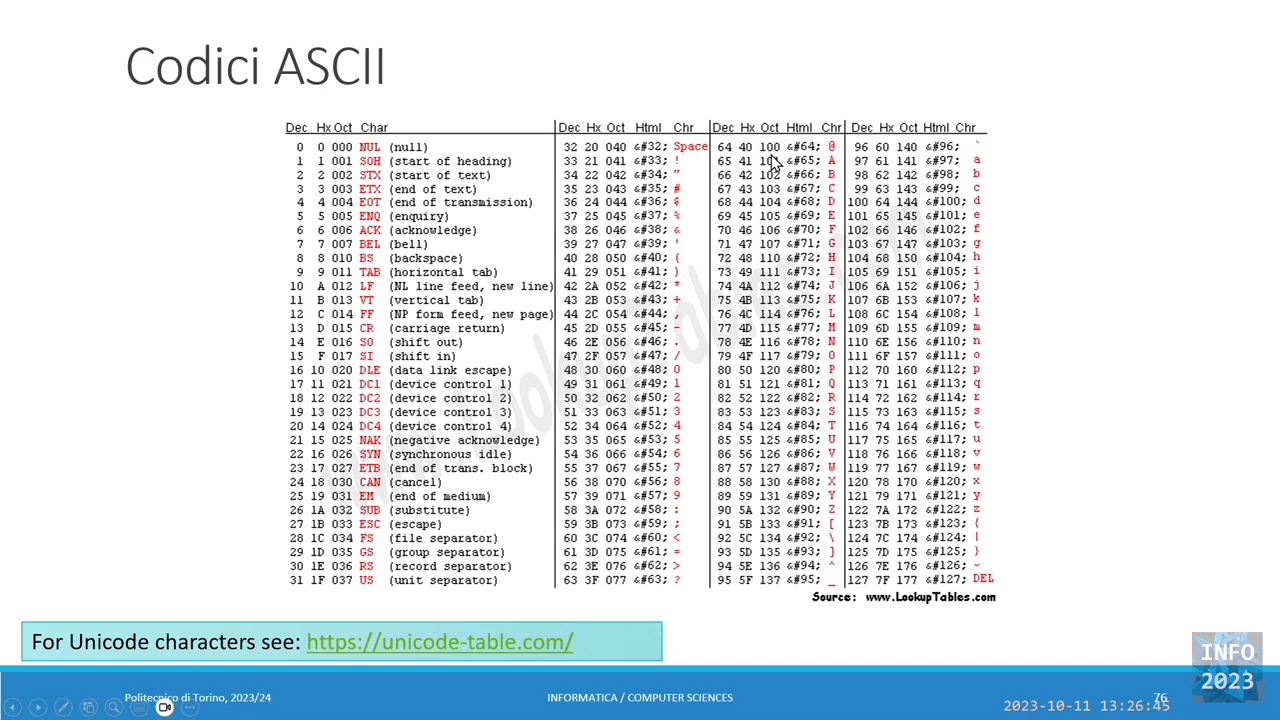 Codici ASCII
Dec Hx Oct Char Dec Hx Oct Html Chr Dec Hx Oct Html Chr Dec Hx Oct Html Chr
0 0 000 NUL (null) 32 20 040 &#32; Space 64 40 100 &#64; @ 96 60 140 &#96; `
1 1 001 SOH (start of heading) 33 21 041 &#33; ! 65 41 101 &#65; A 97 61 141 &#97; a
2 2 002 STX (start of text) 34 22 042 &#34; " 66 42 102 &#66; B 98 62 142 &#98; b
3 3 003 ETX (end of text) 35 23 043 &#35; # 67 43 103 &#67; C 99 63 143 &#99; c
4 4 004 EOT (end of transmission) 36 24 044 &#36; $ 68 44 104 &#68; D 100 64 144 &#100; d
5 5 005 ENQ (enquiry) 37 25 045 &#37; % 69 45 105 &#69; E 101 65 145 &#101; e
6 6 006 ACK (acknowledge) 38 26 046 &#38; & 70 46 106 &#70; F 102 66 146 &#102; f
7 7 007 BEL (bell) 39 27 047 &#39; ' 71 47 107 &#71; G 103 67 147 &#103; g
8 8 010 BS (backspace) 40 28 050 &#40; ( 72 48 110 &#72; H 104 68 150 &#104; h
9 9 011 TAB (horizontal tab) 41 29 051 &#41; ) 73 49 111 &#73; I 105 69 151 &#105; i
10 A 012 LF (NL line feed, new line) 42 2A 052 &#42; * 74 4A 112 &#74; J 106 6A 152 &#106; j
11 B 013 VT (vertical tab) 43 2B 053 &#43; + 75 4B 113 &#75; K 107 6B 153 &#107; k
12 C 014 FF (NP form feed, new page) 44 2C 054 &#44; , 76 4C 114 &#76; L 108 6C 154 &#108; l
13 D 015 CR (carriage return) 45 2D 055 &#45; - 77 4D 115 &#77; M 109 6D 155 &#109; m
14 E 016 SO (shift out) 46 2E 056 &#46; . 78 4E 116 &#78; N 110 6E 156 &#110; n
15 F 017 SI (shift in) 47 2F 057 &#47; / 79 4F 117 &#79; O 111 6F 157 &#111; o
16 10 020 DLE (data link escape) 48 30 060 &#48; 0 80 50 120 &#80; P 112 70 160 &#112; p
17 11 021 DC1 (device control 1) 49 31 061 &#49; 1 81 51 121 &#81; Q 113 71 161 &#113; q
18 12 022 DC2 (device control 2) 50 32 062 &#50; 2 82 52 122 &#82; R 114 72 162 &#114; r
19 13 023 DC3 (device control 3) 51 33 063 &#51; 3 83 53 123 &#83; S 115 73 163 &#115; s
20 14 024 DC4 (device control 4) 52 34 064 &#52; 4 84 54 124 &#84; T 116 74 164 &#116; t
21 15 025 NAK (negative acknowledge) 53 35 065 &#53; 5 85 55 125 &#85; U 117 75 165 &#117; u
22 16 026 SYN (synchronous idle) 54 36 066 &#54; 6 86 56 126 &#86; V 118 76 166 &#118; v
23 17 027 ETB (end of trans. block) 55 37 067 &#55; 7 87 57 127 &#87; W 119 77 167 &#119; w
24 18 030 CAN (cancel) 56 38 070 &#56; 8 88 58 130 &#88; X 120 78 170 &#120; x
25 19 031 EM (end of medium) 57 39 071 &#57; 9 89 59 131 &#89; Y 121 79 171 &#121; y
26 1A 032 SUB (substitute) 58 3A 072 &#58; : 90 5A 132 &#90; Z 122 7A 172 &#122; z
27 1B 033 ESC (escape) 59 3B 073 &#59; ; 91 5B 133 &#91; [ 123 7B 173 &#123; {
28 1C 034 FS (file separator) 60 3C 074 &#60; < 92 5C 134 &#92; \ 124 7C 174 &#124; |
29 1D 035 GS (group separator) 61 3D 075 &#61; = 93 5D 135 &#93; ] 125 7D 175 &#125; }
30 1E 036 RS (record separator) 62 3E 076 &#62; > 94 5E 136 &#94; ^ 126 7E 176 &#126; ~
31 1F 037 US (unit separator) 63 3F 077 &#63; ? 95 5F 137 &#95; _ 127 7F 177 &#127; DEL
Source: www.LookupTables.com
For Unicode characters see: https://unicode-table.com/
INFO
2023
Politecnico di Torino, 2023/24 INFORMATICA / COMPUTER SCIENCES 76
2023-10-11 13:26:45